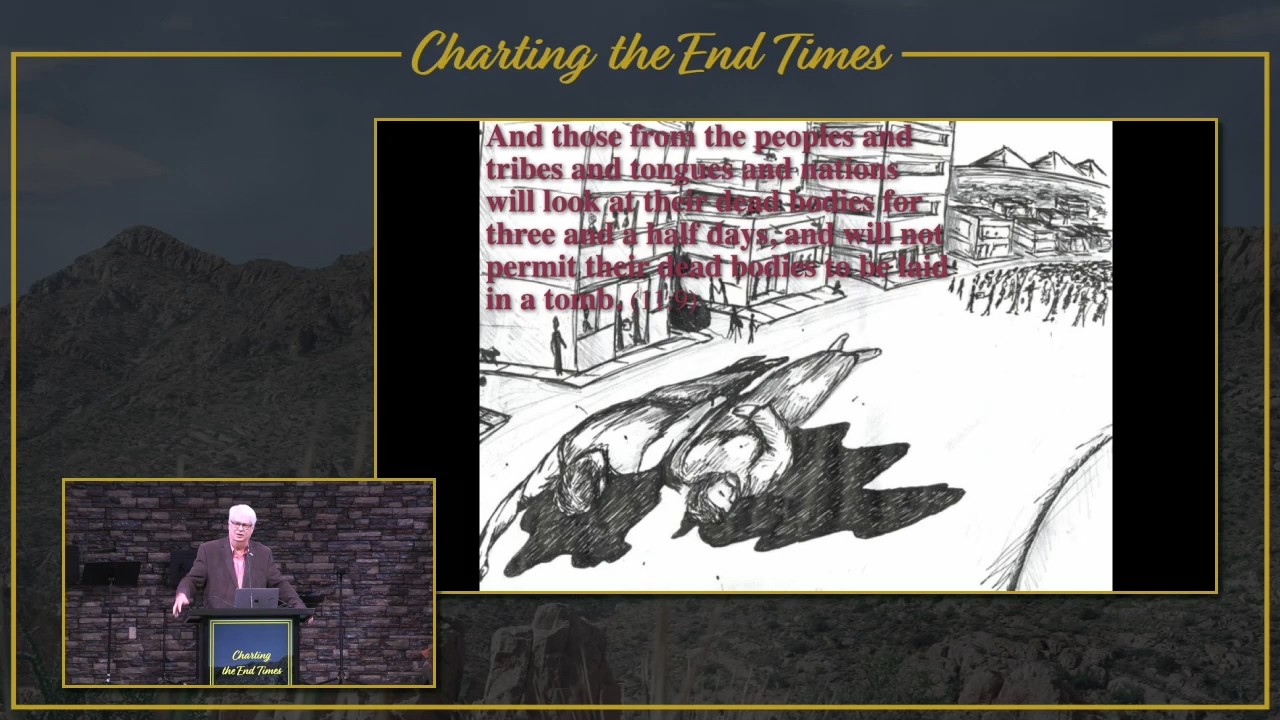 Charting the End Times
And those from the peoples and
tribes and tongues and nations
will look at their dead bodies for
three and a half days, and will not
permit their dead bodies to be laid
in a tomb. (11:9)
Charting
the End Times